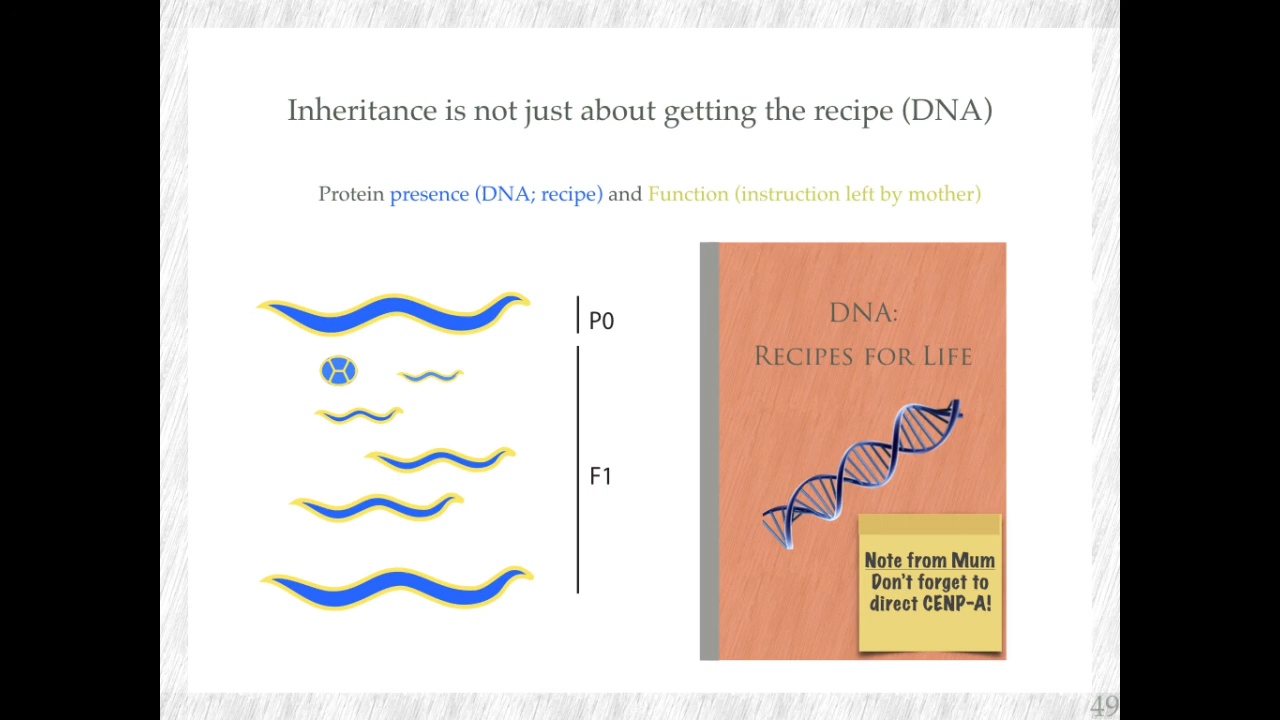 Inheritance is not just about getting the recipe (DNA)
Protein presence (DNA; recipe) and Function (instruction left by mother)
P0
F1
DNA:
Recipes for Life
Note from Mum
Don't forget to
direct CENP-A!
49